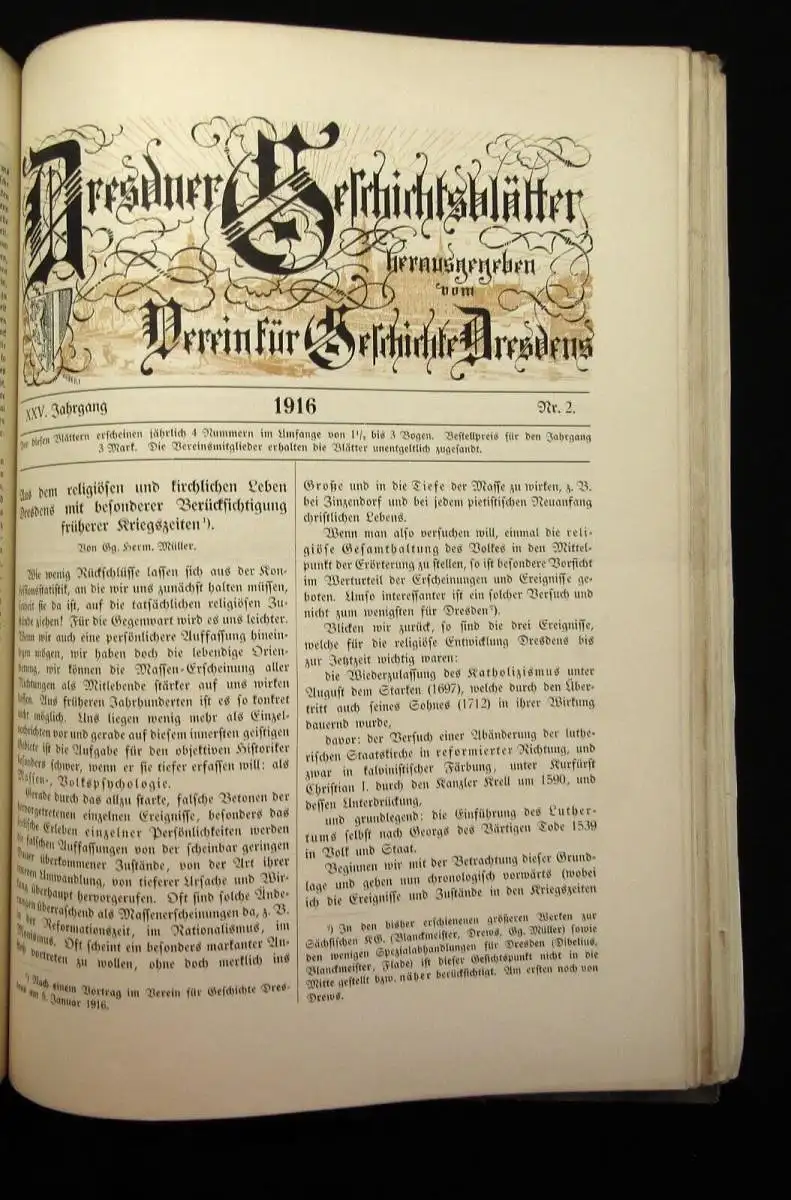 Dresdner Geschichtsblätter
herausgegeben
vom
Verein für Geschichte Dresdens
XXV. Jahrgang
1916
Nr. 2.
Von diesen Blättern erscheinen jährlich 4 Nummern im Umfange von 1½ bis 3 Bogen. Bestellpreis für den Jahrgang
3 Mark. Die Vereinsmitglieder erhalten die Blätter unentgeltlich zugesandt.
Aus dem religiösen und kirchlichen Leben
Dresdens mit besonderer Berücksichtigung
früherer Kriegszeiten¹).
Von Gg. Herm. Müller.
Wie wenig Rückschlüsse lassen sich aus der Kon-
fessionsstatistik, an die wir uns zunächst halten müssen,
soweit sie da ist, auf die tatsächlichen religiösen Zu-
stände ziehen! Für die Gegenwart wird es uns leichter.
Wenn wir auch eine persönlichere Auffassung hinein-
legen mögen, wir haben doch die lebendige Orien-
tierung, wir können die Massen-Erscheinung aller
Richtungen als Mitlebende stärker auf uns wirken
lassen. Aus früheren Jahrhunderten ist es so konkret
nicht möglich. Uns liegen wenig mehr als Einzel-
nachrichten vor und gerade auf diesem innersten geistigen
Gebiete ist die Aufgabe für den objektiven Historiker
besonders schwer, wenn er sie tiefer erfassen will: als
Massen-, Volkspsychologie.
Gerade durch das allzu starke, falsche Betonen der
hervorgetretenen einzelnen Ereignisse, besonders das
Erleben einzelner Persönlichkeiten werden
die falschen Auffassungen von der scheinbar geringen
Dauer überkommener Zustände, von der Art ihrer
inneren Umwandlung, von tieferer Ursache und Wir-
kung überhaupt hervorgerufen. Oft sind solche Ände-
rungen überraschend als Massenerscheinungen da, z. B.
in der Reformationszeit, im Nationalismus, im
Monismus. Oft scheint ein besonders markanter An-
stoß vortreten zu wollen, ohne doch merklich ins
¹) Nach einem Vortrag im Verein für Geschichte Dres-
dens am 5. Januar 1916.
Große und in die Tiefe der Masse zu wirken, z. B.
bei Zinzendorf und bei jedem pietistischen Neuanfang
christlichen Lebens.
Wenn man also versuchen will, einmal die reli-
giöse Gesamthaltung des Volkes in den Mittel-
punkt der Erörterung zu stellen, so ist besondere Vorsicht
im Werturteil der Erscheinungen und Ereignisse ge-
boten. Umso interessanter ist ein solcher Versuch und
nicht zum wenigsten für Dresden²).
Blicken wir zurück, so sind die drei Ereignisse,
welche für die religiöse Entwicklung Dresdens bis
zur Jetztzeit wichtig waren:
die Wiederzulassung des Katholizismus unter
August dem Starken (1697), welche durch den Über-
tritt auch seines Sohnes (1712) in ihrer Wirkung
dauernd wurde,
davor: der Versuch einer Abänderung der luthe-
rischen Staatskirche in reformierter Richtung, und
zwar in kalvinistischer Färbung, unter Kurfürst
Christian I. durch den Kanzler Krell um 1590, und
dessen Unterdrückung,
und grundlegend: die Einführung des Luther-
tums selbst nach Georgs des Bärtigen Tode 1539
in Volk und Staat.
Beginnen wir mit der Betrachtung dieser Grund-
lage und gehen nun chronologisch vorwärts (wobei
ich die Ereignisse und Zustände in den Kriegszeiten
²) In den bisher erschienenen größeren Werken zur
Sächsischen KG. (Blanckmeister, Drews, Gg. Müller) sowie
den wenigen Spezialabhandlungen für Dresden (Dibelius,
Blanckmeister, Flade) ist dieser Gesichtspunkt nicht in die
Mitte gestellt bzw. näher berücksichtigt. Am ersten noch von
Drews.